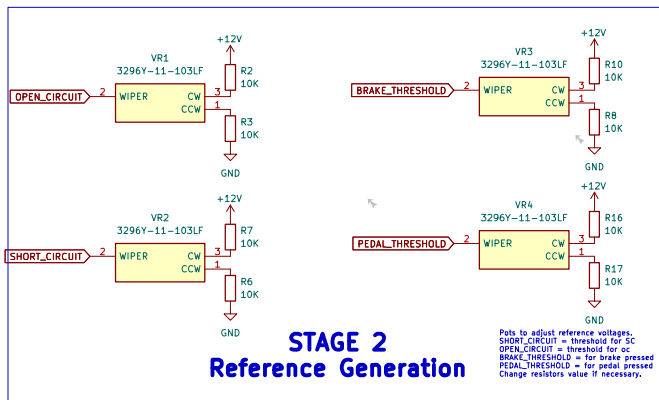 +12V
VR1
3296Y-11-103LF
R2
10K
OPEN_CIRCUIT
2
WIPER
CW
3
CCW
1
R3
10K
GND
+12V
VR3
3296Y-11-103LF
R10
10K
BRAKE_THRESHOLD
2
WIPER
CW
3
CCW
1
R8
10K
GND
+12V
VR2
3296Y-11-103LF
R7
10K
SHORT_CIRCUIT
2
WIPER
CW
3
CCW
1
R6
10K
GND
+12V
VR4
3296Y-11-103LF
R16
10K
PEDAL_THRESHOLD
2
WIPER
CW
3
CCW
1
R17
10K
GND
STAGE 2
Reference Generation
Pots to adjust reference voltages.
SHORT_CIRCUIT = threshold for SC
OPEN_CIRCUIT = threshold for oc
BRAKE_THRESHOLD = for brake pressed
PEDAL_THRESHOLD = for pedal pressed
Change resistors value if necessary.